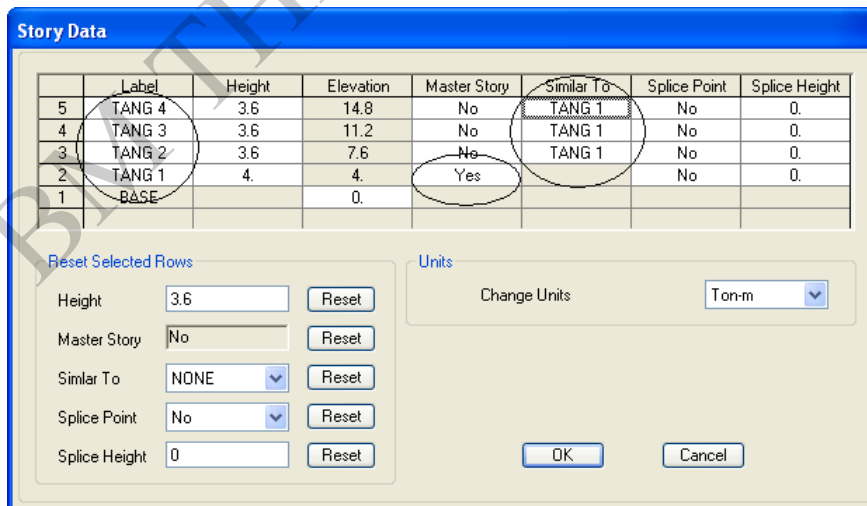 Story Data
Label Height Elevation Master Story Similar To Splice Point Splice Height
5 TANG 4 3.6 14.8 No TANG 1 No 0.
4 TANG 3 3.6 11.2 No TANG 1 No 0.
3 TANG 2 3.6 7.6 No TANG 1 No 0.
2 TANG 1 4. 4. Yes No 0.
1 BASE 0.
Reset Selected Rows
Height 3.6 Reset
Master Story No Reset
Simlar To NONE Reset
Splice Point No Reset
Splice Height 0 Reset
Units
Change Units Ton-m
OK Cancel
BM TH